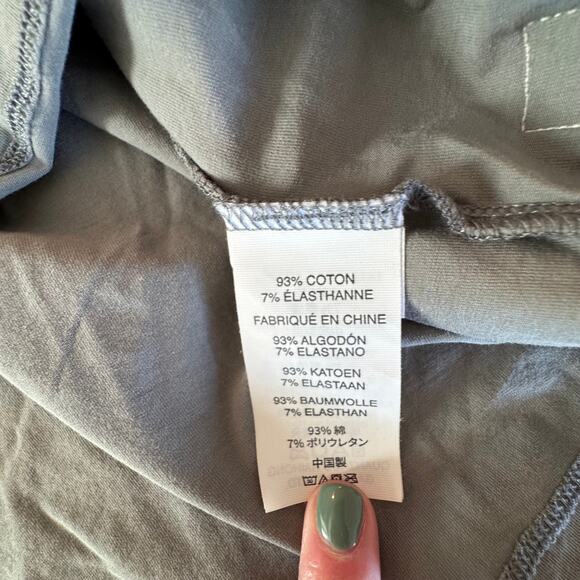 93% COTON
7% ÉLASTHANNE
FABRIQUÉ EN CHINE
93% ALGODÓN
7% ELASTANO
93% KATOEN
7% ELASTAAN
93% BAUMWOLLE
7% ELASTHAN
93% 綿
7% ポリウレタン
中国製